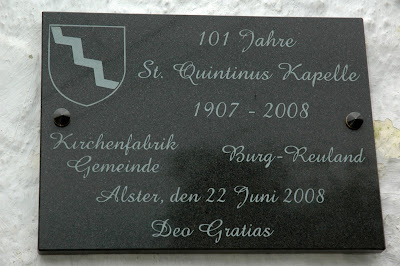 101 Jahre
St. Quintinus Kapelle
1907 - 2008
Kirchenfabrik
Gemeinde
Burg-Reuland
Alster, den 22 Juni 2008
Deo Gratias